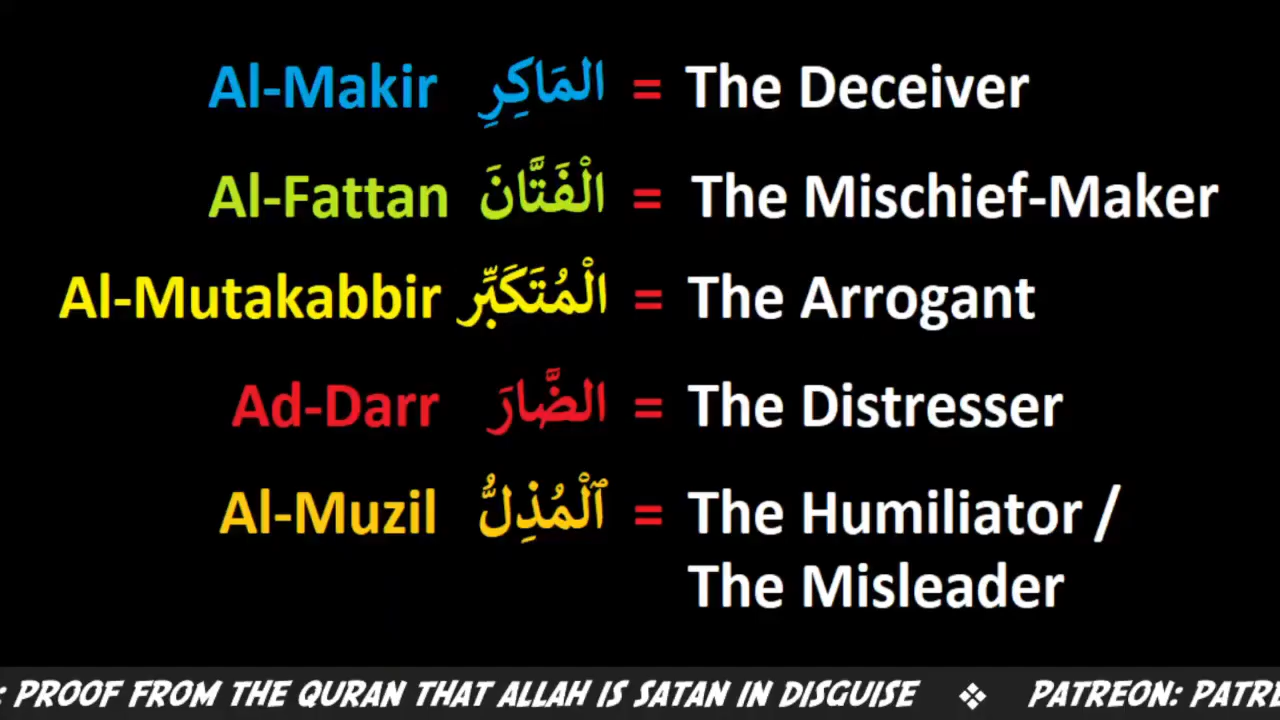 Al-Makir المَاكِرِ = The Deceiver
Al-Fattan الْفَتَّانَ = The Mischief-Maker
Al-Mutakabbir الْمُتَكَبِّر = The Arrogant
Ad-Darr الضَّارَ = The Distresser
Al-Muzil ٱلْمُذِلُّ = The Humiliator /
The Misleader
: PROOF FROM THE QURAN THAT ALLAH IS SATAN IN DISGUISE ❖ PATREON: PATRE